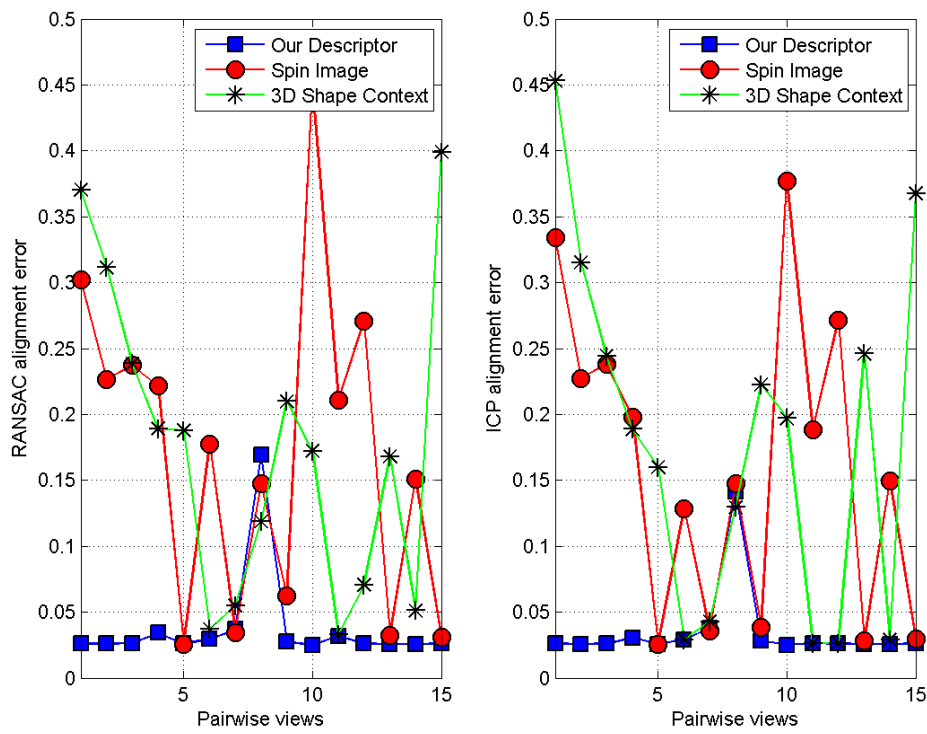 0.5
0.45
0.4
0.35
0.3
0.25
0.2
0.15
0.1
0.05
0
RANSAC alignment error
Our Descriptor
Spin Image
3D Shape Context
5
10
15
Pairwise views
0.5
0.45
0.4
0.35
0.3
0.25
0.2
0.15
0.1
0.05
0
ICP alignment error
Our Descriptor
Spin Image
3D Shape Context
5
10
15
Pairwise views